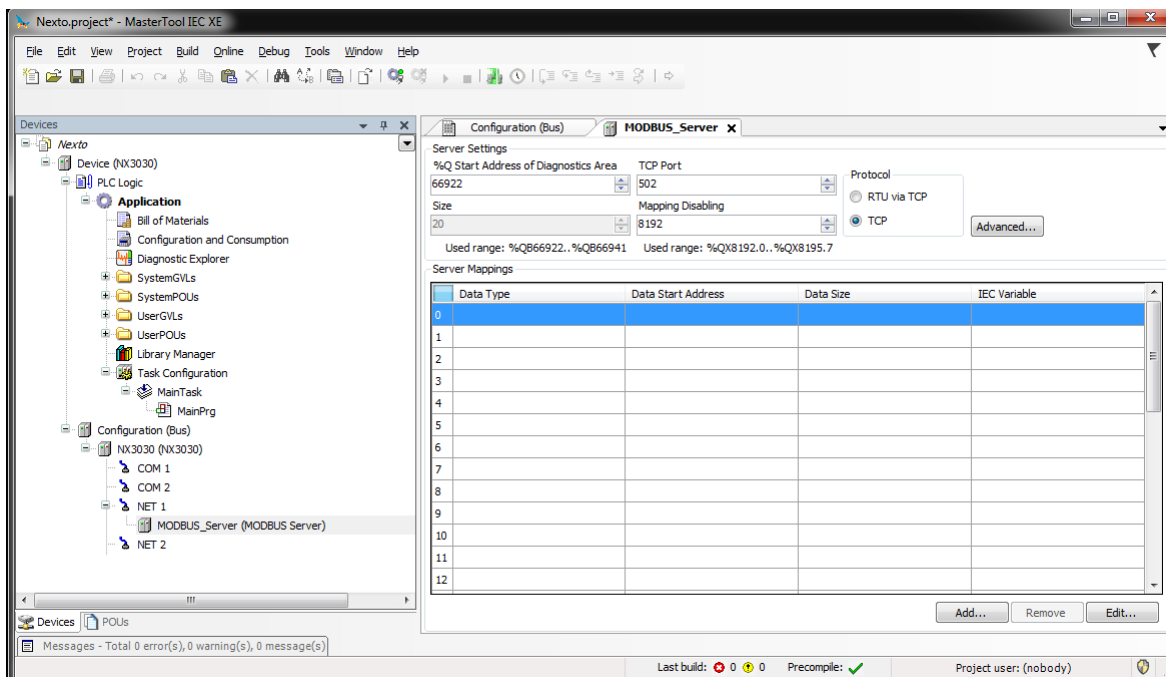 Nexto.project* - MasterTool IEC XE
File Edit View Project Build Online Debug Tools Window Help
Devices
Nexto
Device (NX3030)
PLC Logic
Application
Bill of Materials
Configuration and Consumption
Diagnostic Explorer
SystemGVLs
SystemPOUs
UserGVLs
UserPOUs
Library Manager
Task Configuration
MainTask
MainPrg
Configuration (Bus)
NX3030 (NX3030)
COM 1
COM 2
NET 1
MODBUS_Server (MODBUS Server)
NET 2
Devices POUs
Configuration (Bus) MODBUS_Server
Server Settings
%Q Start Address of Diagnostics Area TCP Port
66922 502
Size Mapping Disabling
20 8192
Used range: %QB66922..%QB66941 Used range: %QX8192.0..%QX8195.7
Protocol
RTU via TCP
TCP
Advanced...
Server Mappings
Data Type Data Start Address Data Size IEC Variable
0
1
2
3
4
5
6
7
8
9
10
11
12
Add... Remove Edit...
Messages - Total 0 error(s), 0 warning(s), 0 message(s)
Last build: 0 0 Precompile: Project user: (nobody)